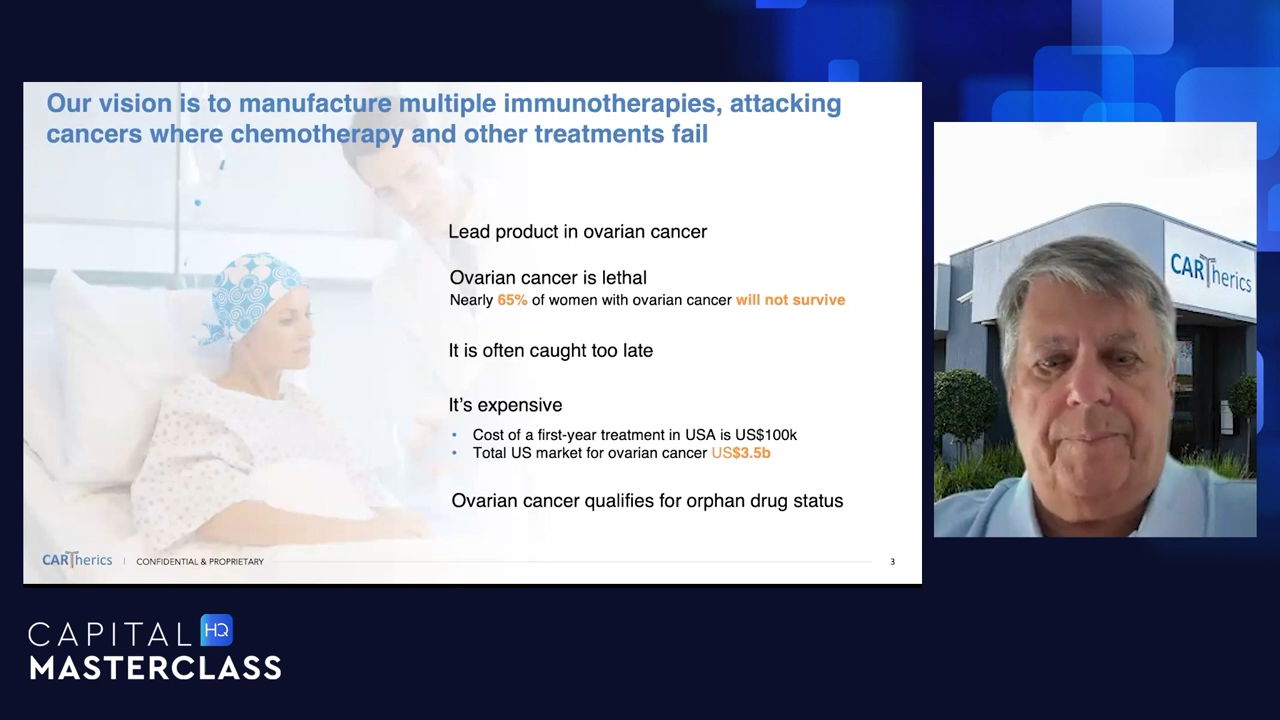 Our vision is to manufacture multiple immunotherapies, attacking
cancers where chemotherapy and other treatments fail
Lead product in ovarian cancer
Ovarian cancer is lethal
Nearly 65% of women with ovarian cancer will not survive
It is often caught too late
It’s expensive
• Cost of a first-year treatment in USA is US$100k
• Total US market for ovarian cancer US$3.5b
Ovarian cancer qualifies for orphan drug status
CARTherics | CONFIDENTIAL & PROPRIETARY 3
CARTherics
CAPITAL HQ
MASTERCLASS